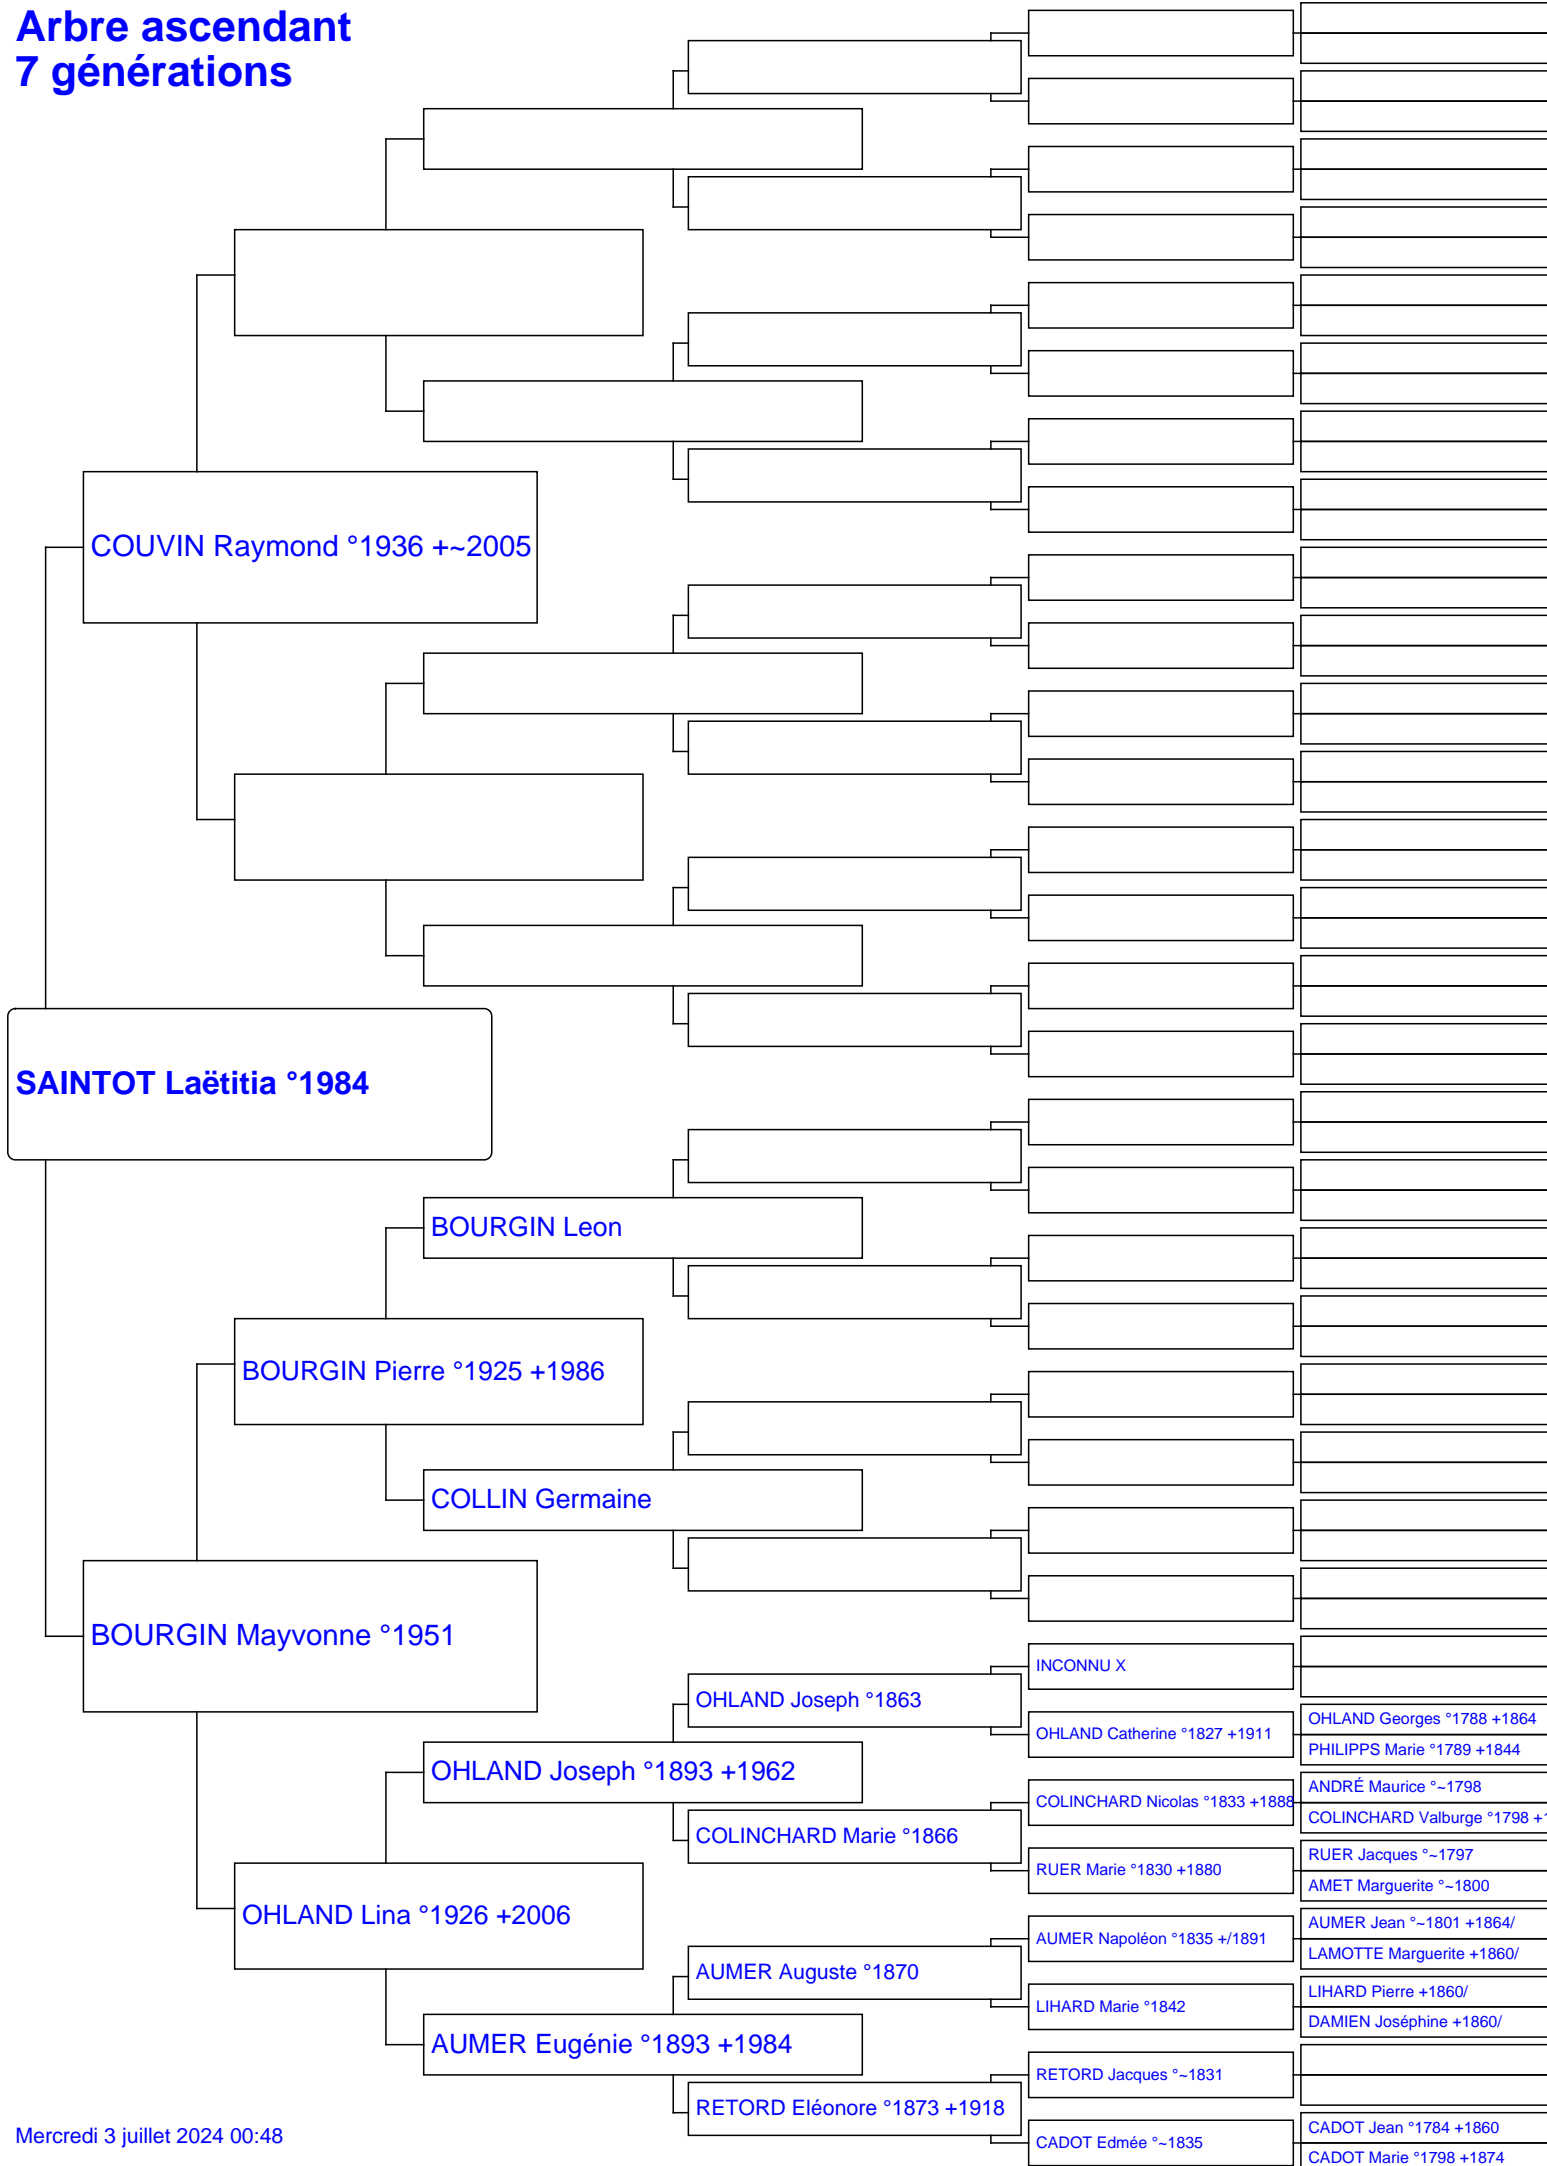 Arbre ascendant
7 générations
COUVIN Raymond °1936 +~2005
SAINTOT Laëtitia °1984
BOURGIN Leon
BOURGIN Pierre °1925 +1986
COLLIN Germaine
BOURGIN Mayvonne °1951
INCONNU X
OHLAND Joseph °1863
OHLAND Georges °1788 +1864
OHLAND Catherine °1827 +1911
PHILIPPS Marie °1789 +1844
OHLAND Joseph °1893 +1962
ANDRÉ Maurice °~1798
COLINCHARD Nicolas °1833 +1888
COLINCHARD Valburge °1798 +
COLINCHARD Marie °1866
RUER Jacques °~1797
RUER Marie °1830 +1880
AMET Marguerite °~1800
OHLAND Lina °1926 +2006
AUMER Jean °~1801 +1864/
AUMER Napoléon °1835 +/1891
LAMOTTE Marguerite +1860/
AUMER Auguste °1870
LIHARD Pierre +1860/
LIHARD Marie °1842
DAMIEN Joséphine +1860/
AUMER Eugénie °1893 +1984
RETORD Jacques °~1831
RETORD Eléonore °1873 +1918
CADOT Jean °1784 +1860
CADOT Edmée °~1835
CADOT Marie °1798 +1874
Mercredi 3 juillet 2024 00:48